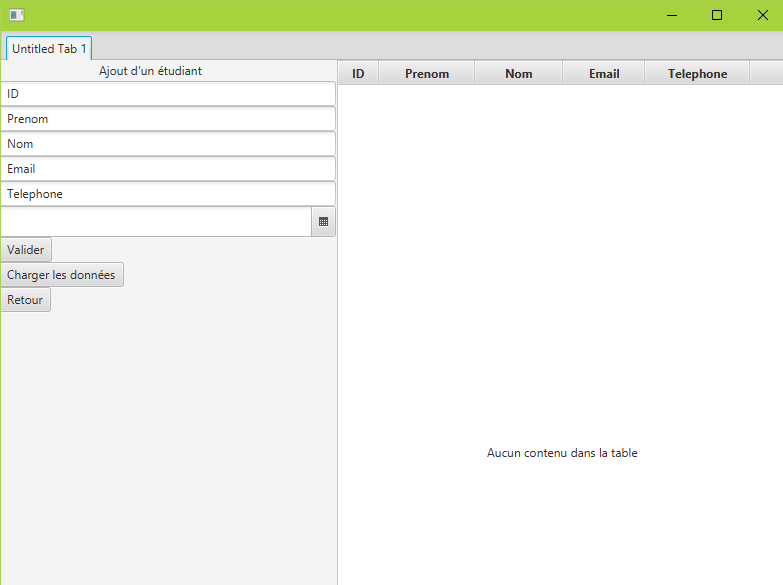 Untitled Tab 1
Ajout d'un étudiant
ID
Prenom
Nom
Email
Telephone
Valider
Charger les données
Retour
ID Prenom Nom Email Telephone
Aucun contenu dans la table